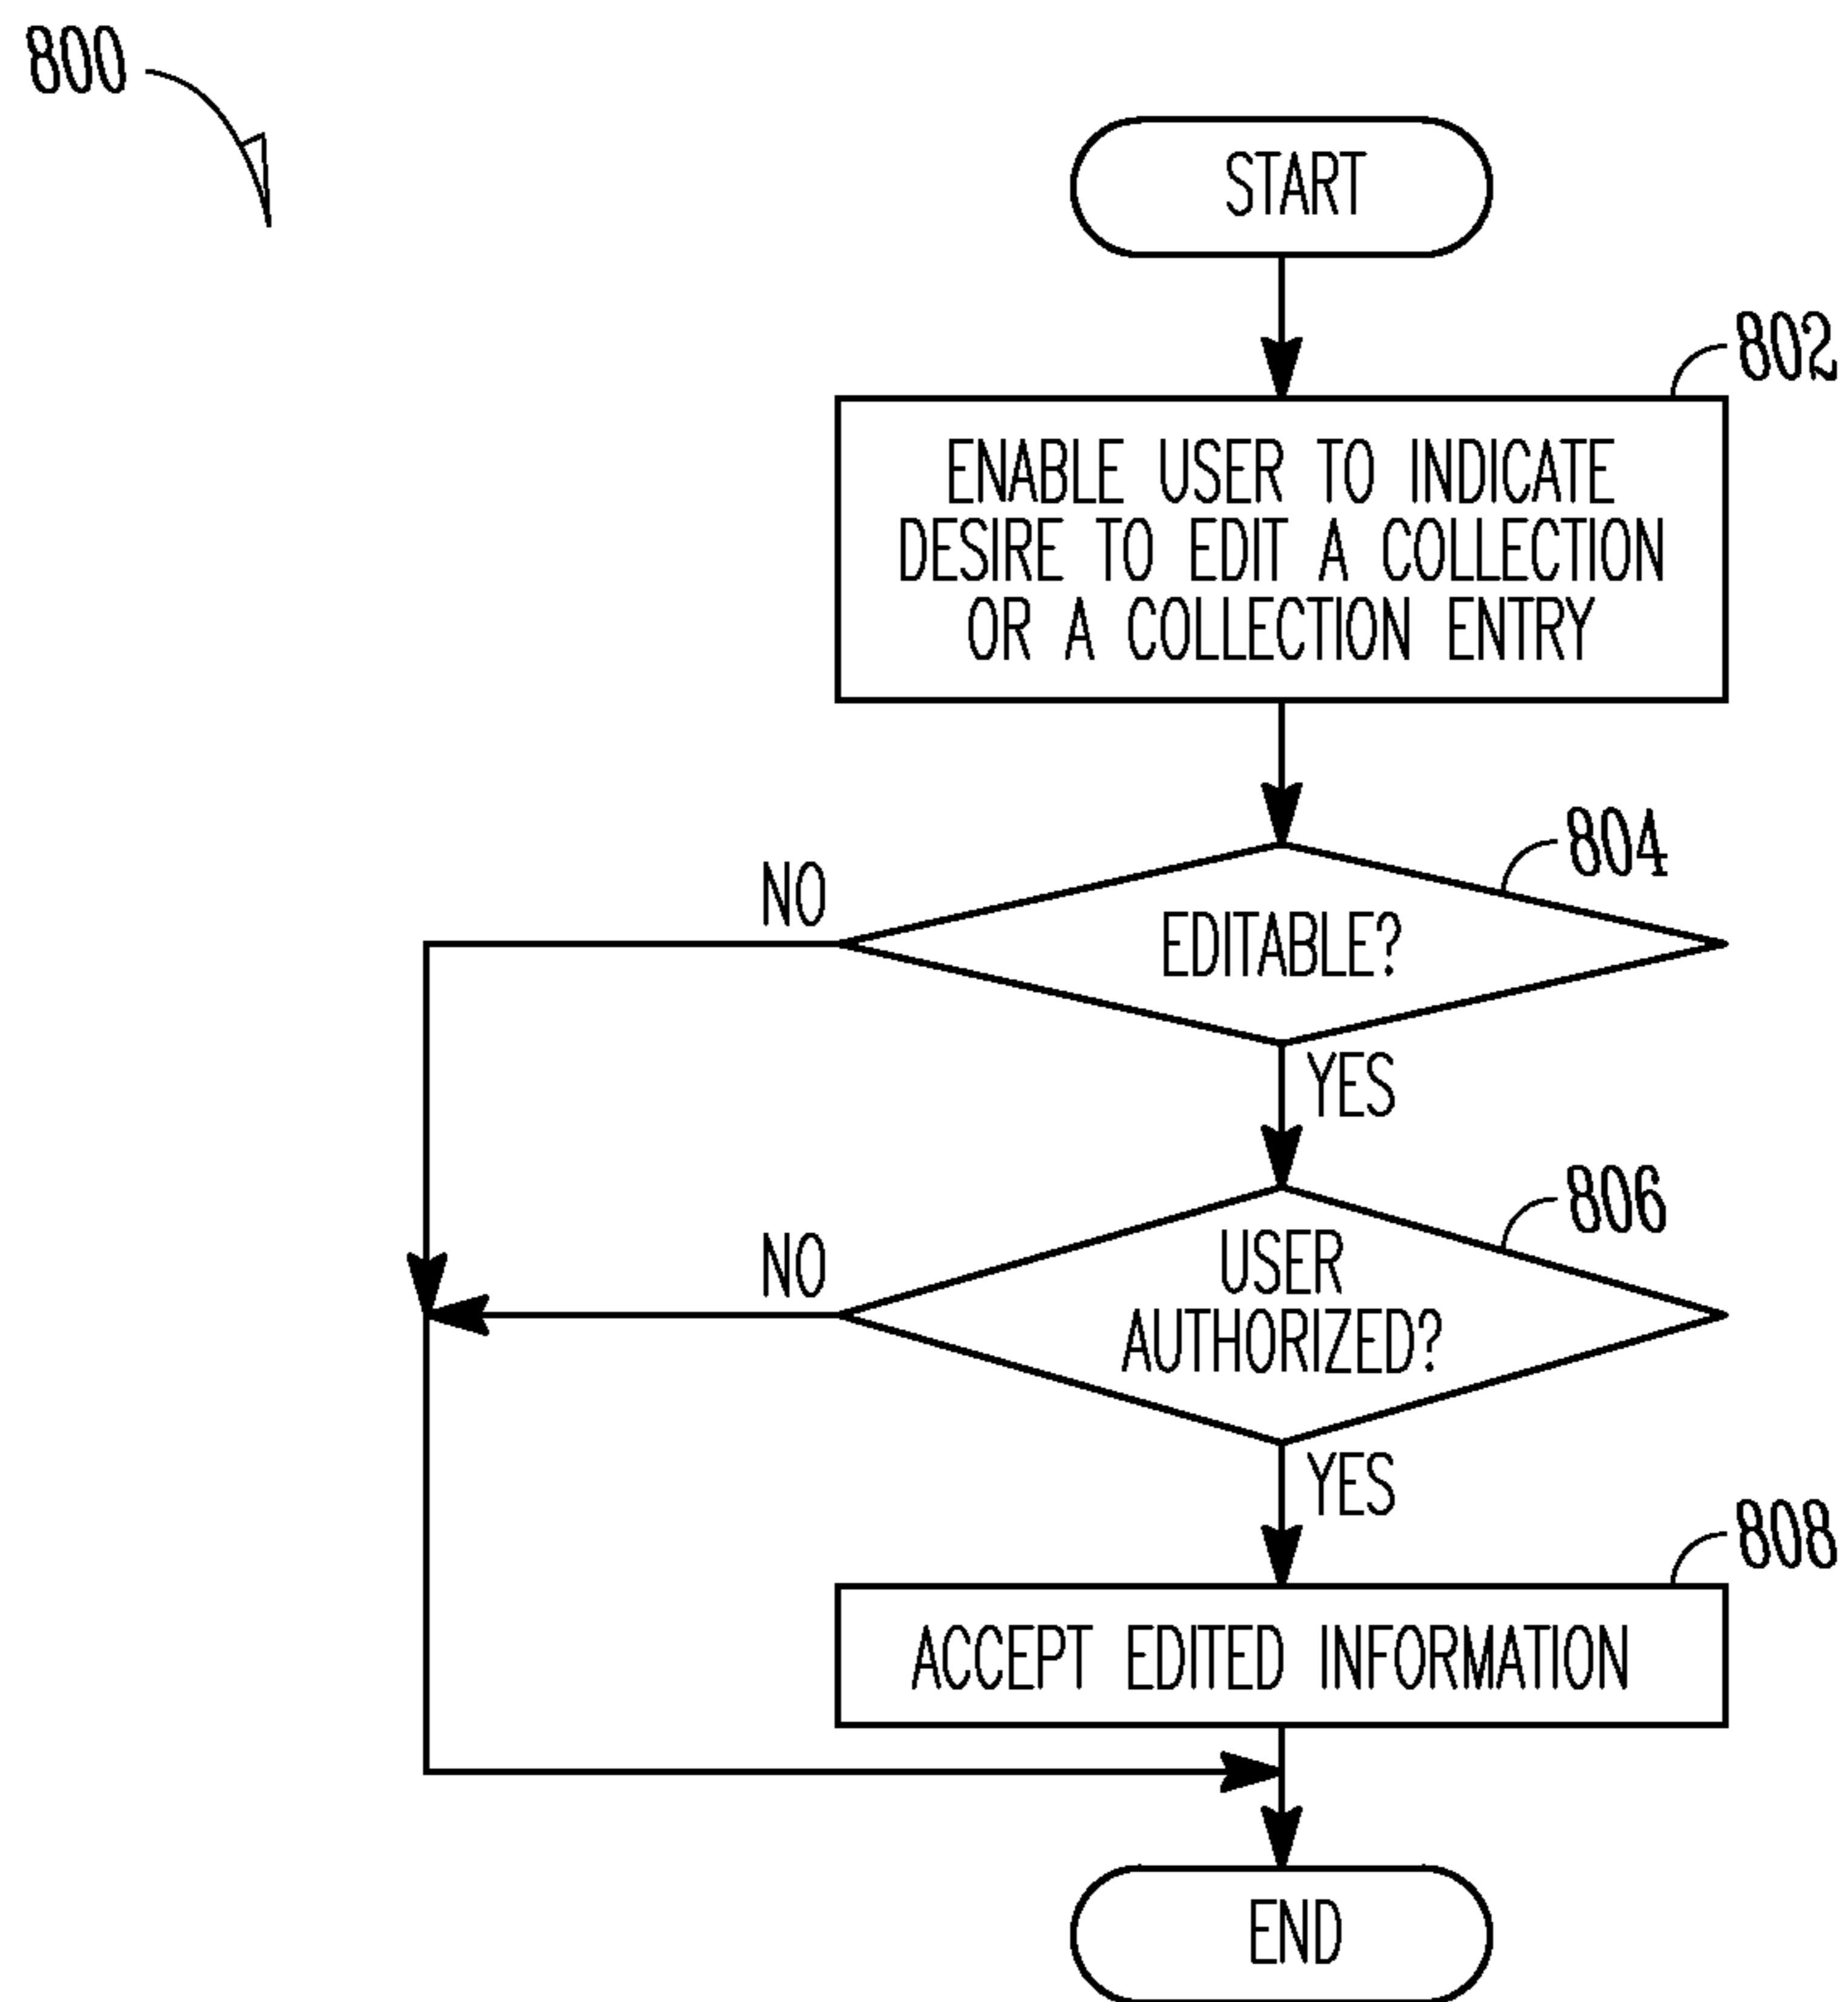 800
START
802
ENABLE USER TO INDICATE
DESIRE TO EDIT A COLLECTION
OR A COLLECTION ENTRY
804
NO
EDITABLE?
YES
806
NO
USER
AUTHORIZED?
YES
808
ACCEPT EDITED INFORMATION
END